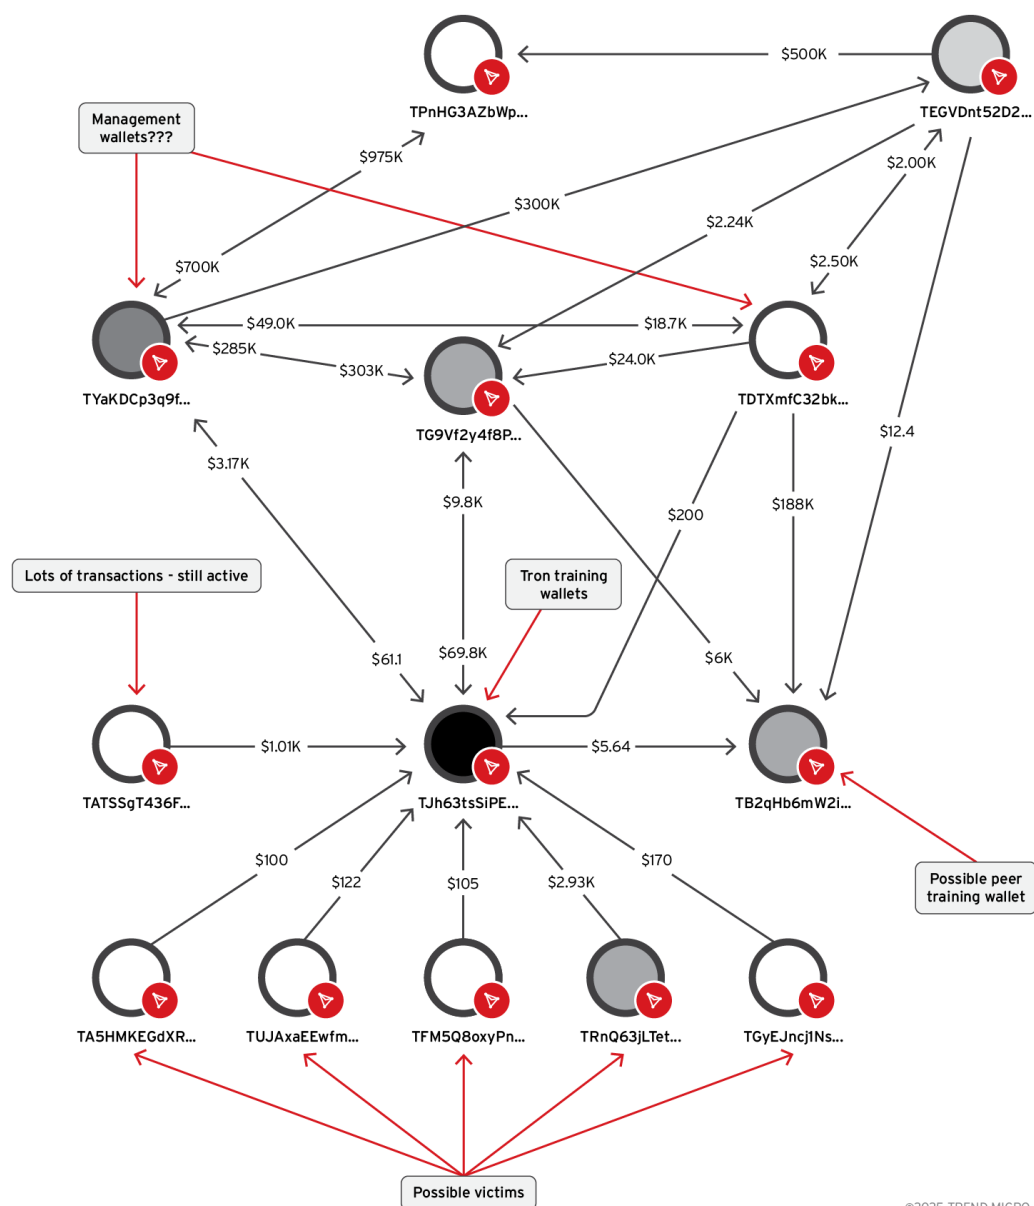 $500K
TPnHG3AZbWp...
TEGVDnt52D2...
Management
wallets???
$975K
$2.00K
$300K
$2.24K
$700K
$2.50K
$49.0K
$18.7K
$285K
$303K
$24.0K
TYaKDCp3q9f...
TDTXmfC32bk...
TG9Vf2y4f8P...
$12.4
$3.17K
$9.8K
$188K
$200
Lots of transactions - still active
Tron training
wallets
$69.8K
$61.1
$6K
$1.01K
$5.64
TATSSgT436F...
TJh63tsSiPE...
TB2qHb6mW2i...
$100
$170
$122
$105
$2.93K
Possible peer
training wallet
TA5HMKEGdXR...
TUJAxaEEwfm...
TFM5Q8oxyPn...
TRnQ63jLTet...
TGyEJncj1Ns...
Possible victims
©2025 TREND MICRO